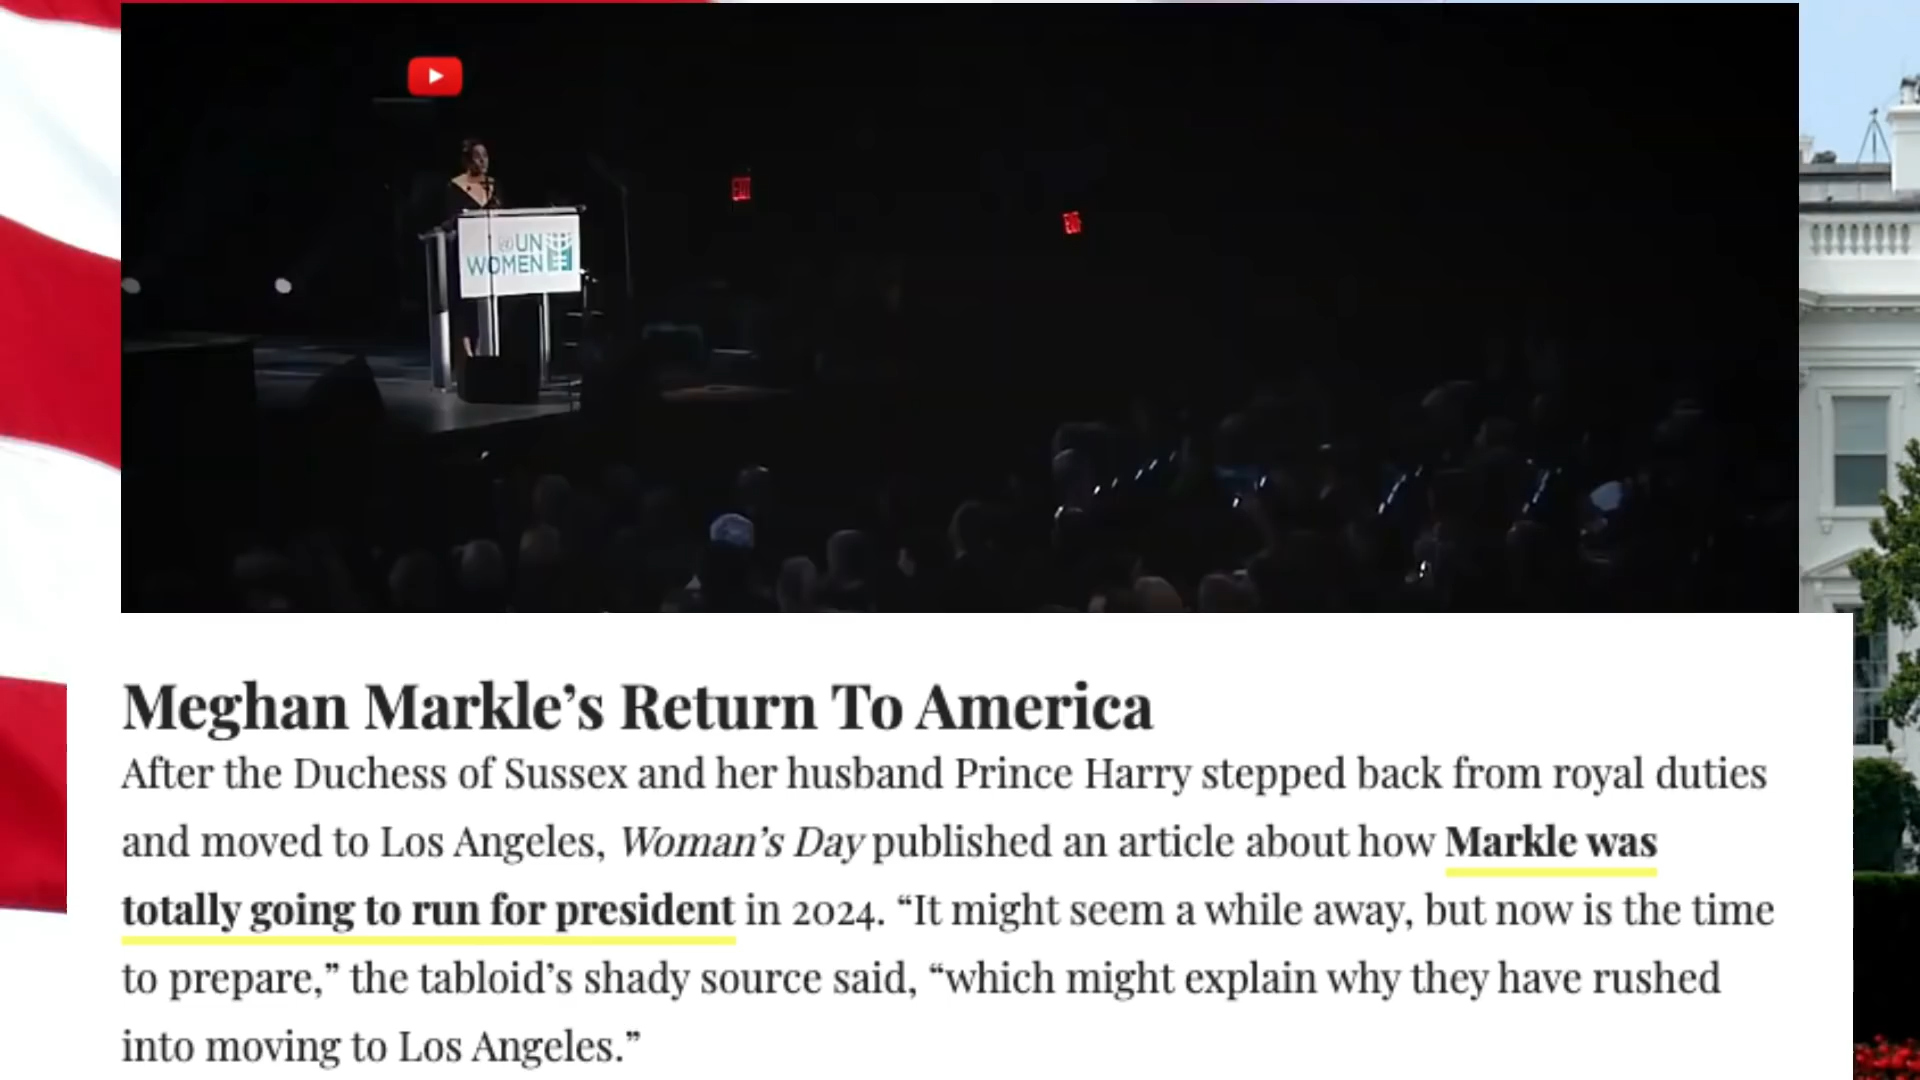 @UN
WOMEN
Meghan Markle’s Return To America
After the Duchess of Sussex and her husband Prince Harry stepped back from royal duties
and moved to Los Angeles, Woman’s Day published an article about how Markle was
totally going to run for president in 2024. “It might seem a while away, but now is the time
to prepare,” the tabloid’s shady source said, “which might explain why they have rushed
into moving to Los Angeles.”